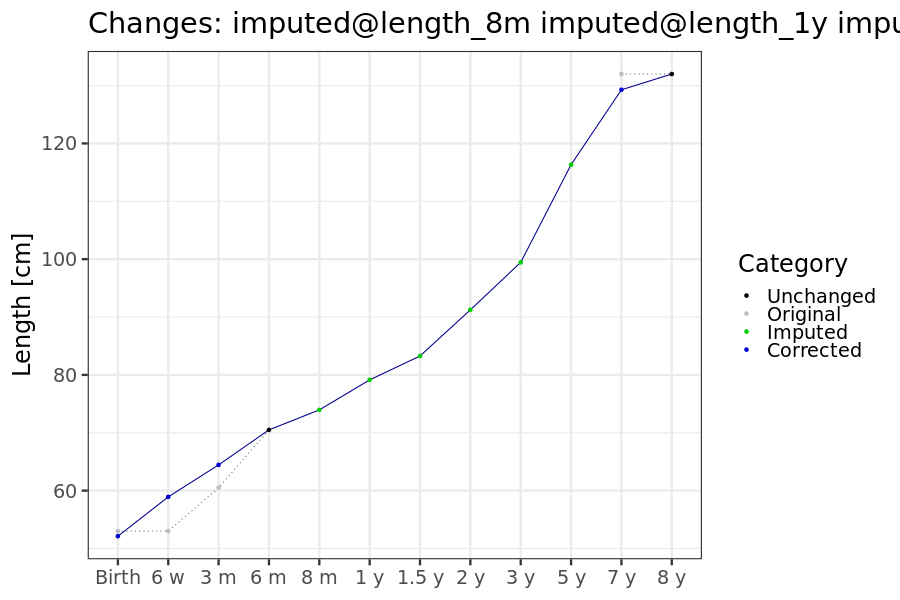 Changes: imputed@length_8m imputed@length_1y impu
Length [cm]
120
100
80
60
Birth 6 w 3 m 6 m 8 m 1 y 1.5 y 2 y 3 y 5 y 7 y 8 y
Category
Unchanged
Original
Imputed
Corrected